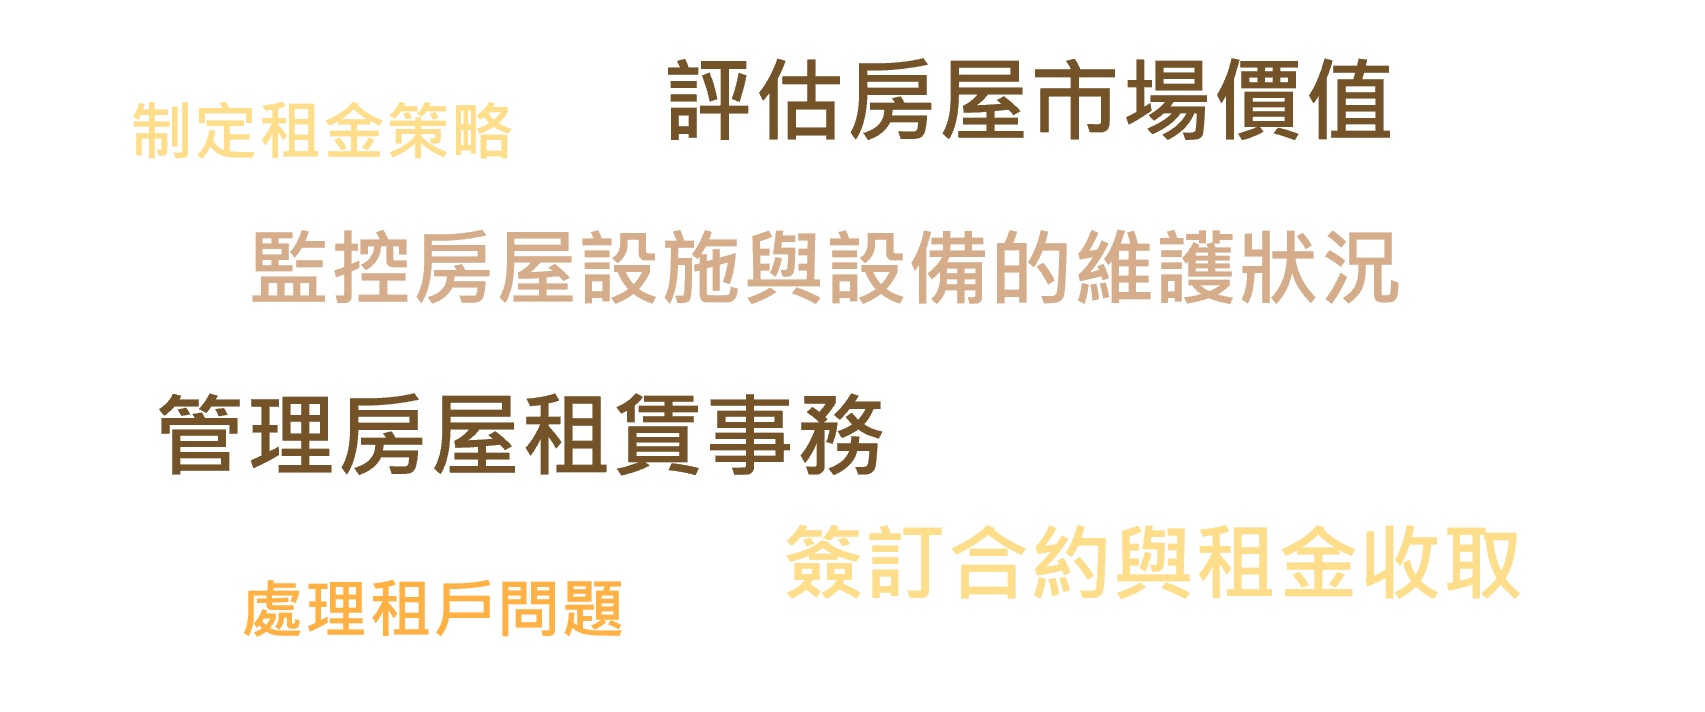 制定租金策略
評估房屋市場價值
監控房屋設施與設備的維護狀況
管理房屋租賃事務
簽訂合約與租金收取
處理租戶問題